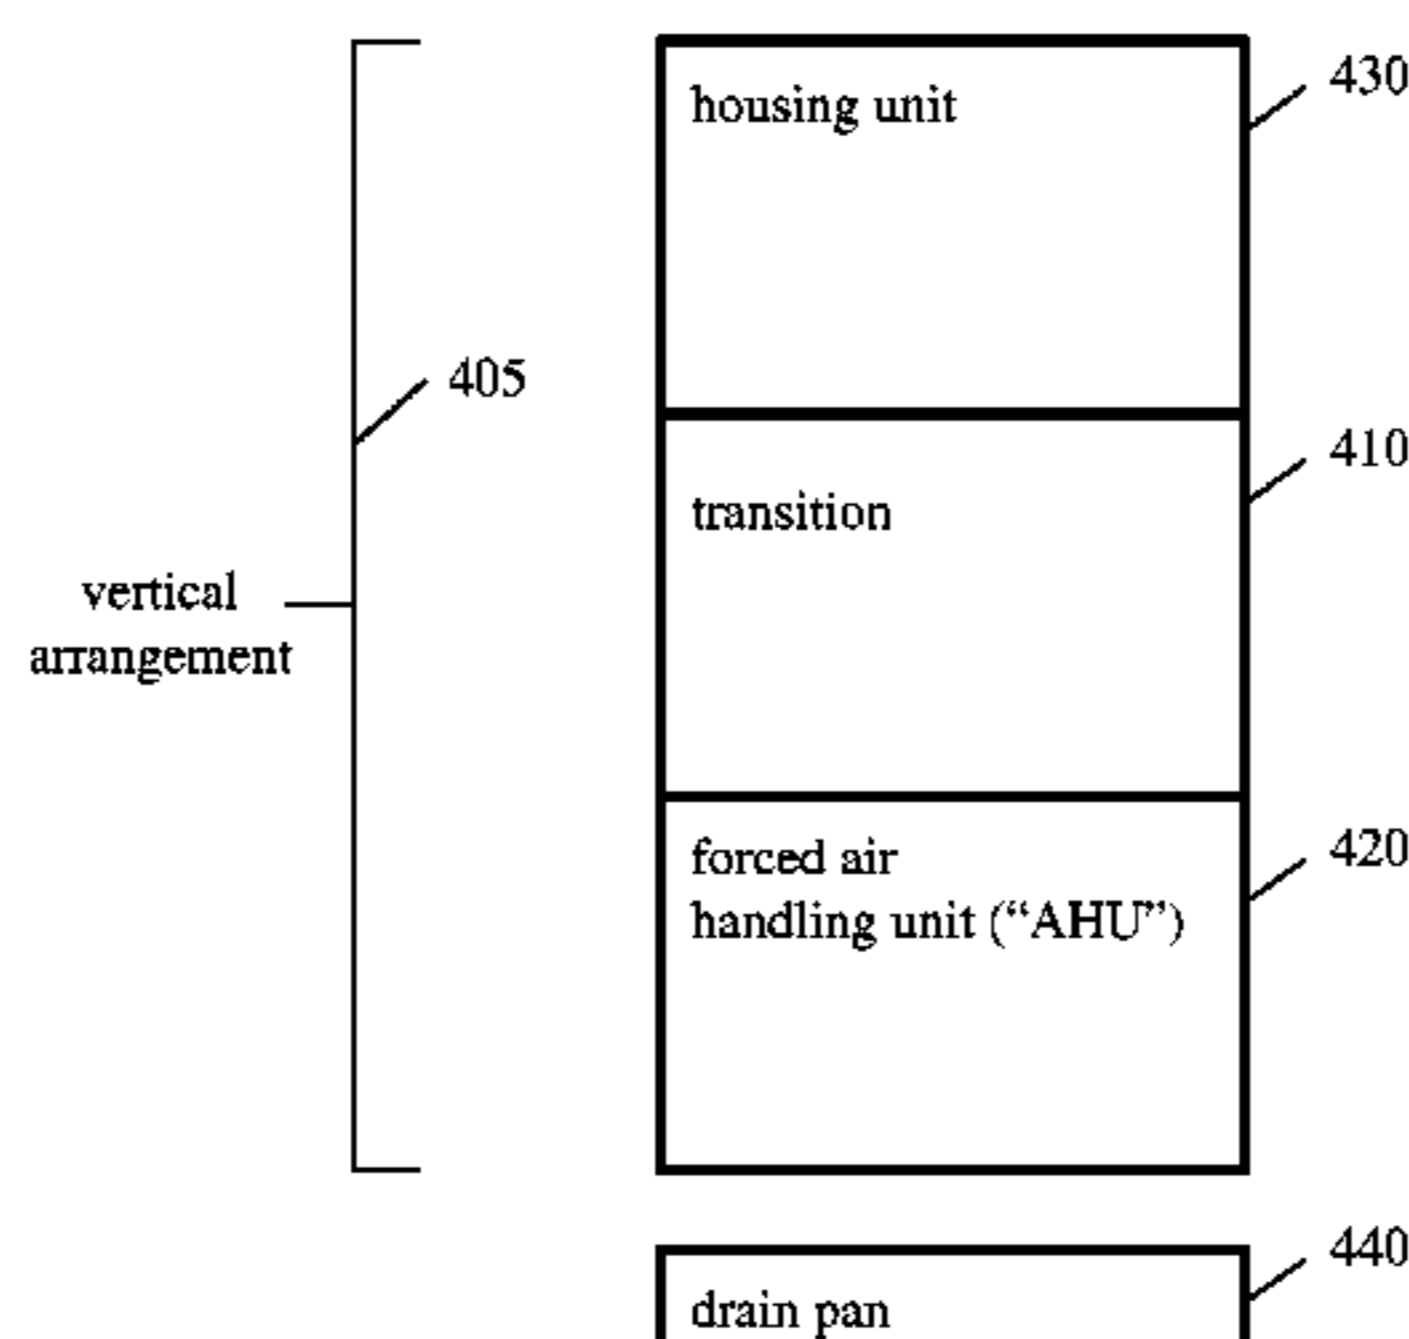 housing unit
430
405
410
transition
vertical
arrangement
forced air
handling unit (“AHU”)
420
440
drain pan